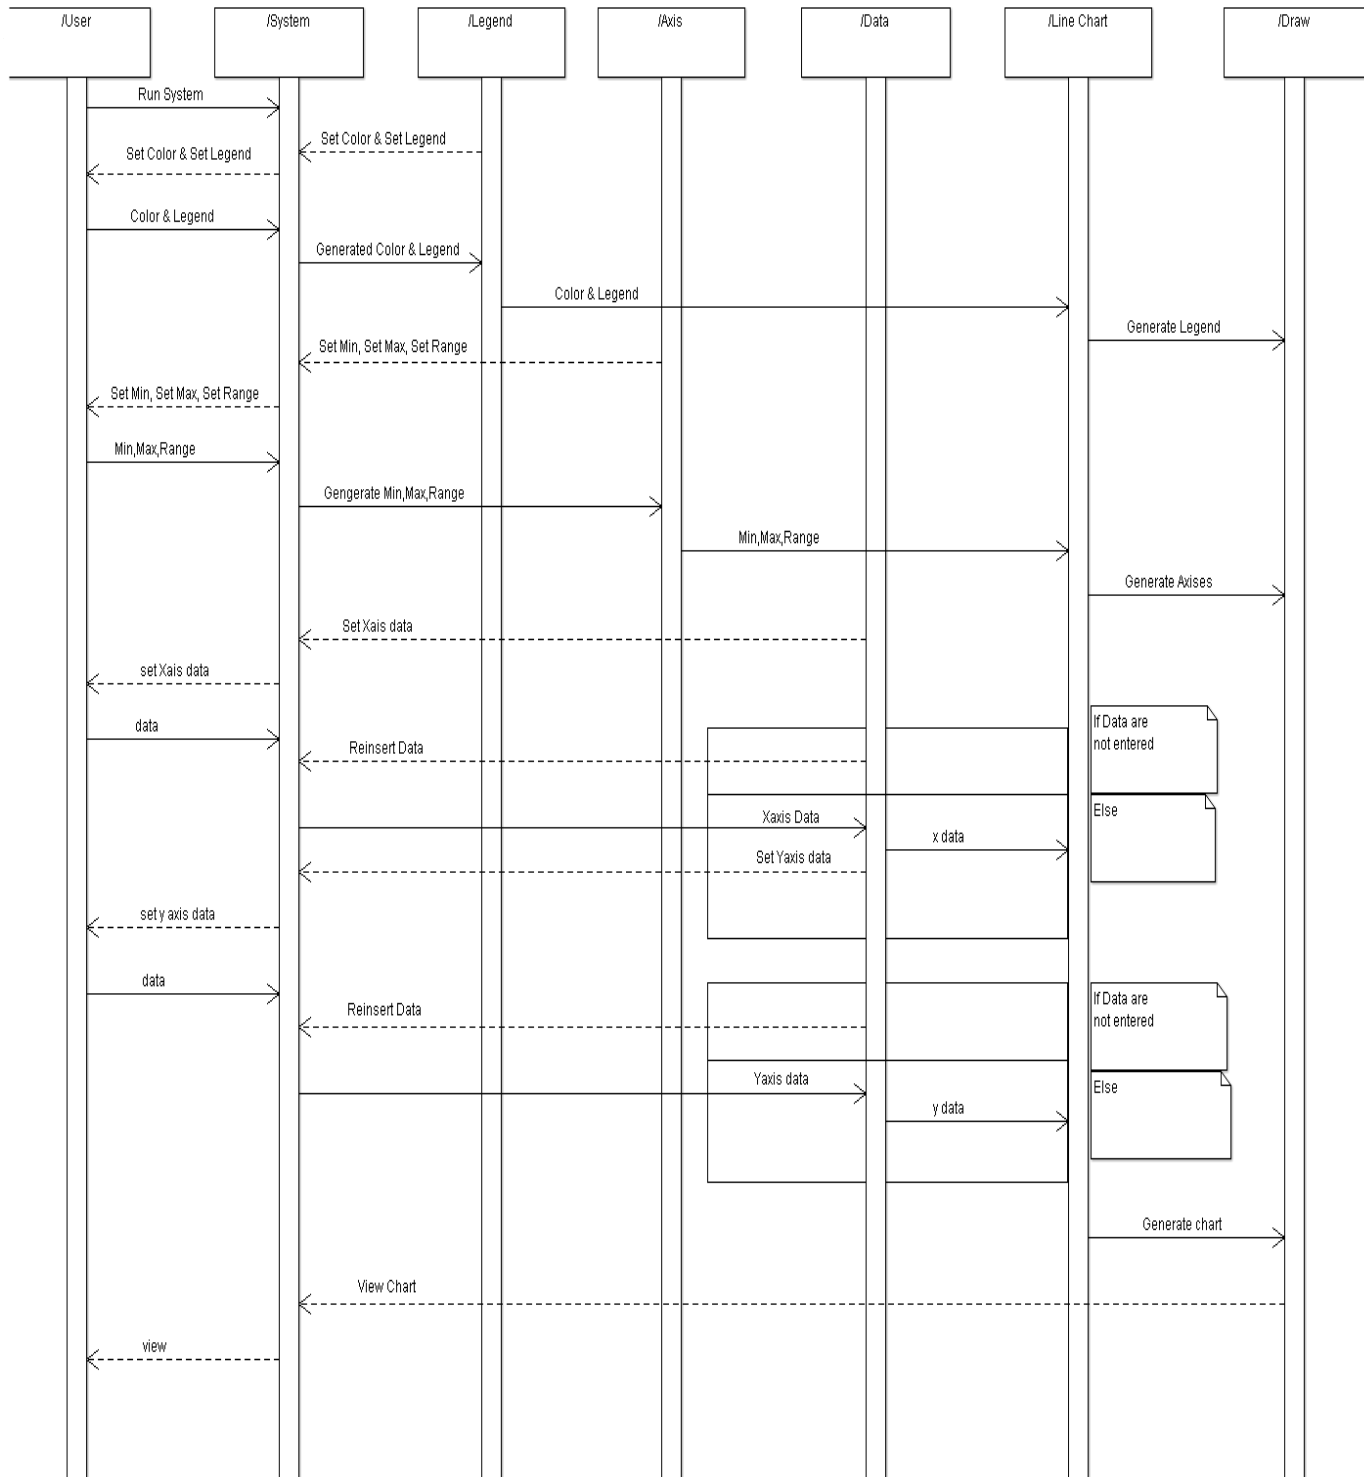 /User
/System
/Legend
/Axis
/Data
/Line Chart
/Draw
Run System
Set Color & Set Legend
Set Color & Set Legend
Color & Legend
Generated Color & Legend
Color & Legend
Generate Legend
Set Min, Set Max, Set Range
Set Min, Set Max, Set Range
Min,Max,Range
Gengerate Min,Max,Range
Min,Max,Range
Generate Axises
Set Xais data
set Xais data
data
If Data are
not entered
Reinsert Data
Else
Xaxis Data
x data
Set Yaxis data
set y axis data
data
If Data are
not entered
Reinsert Data
Yaxis data
Else
y data
Generate chart
View Chart
view